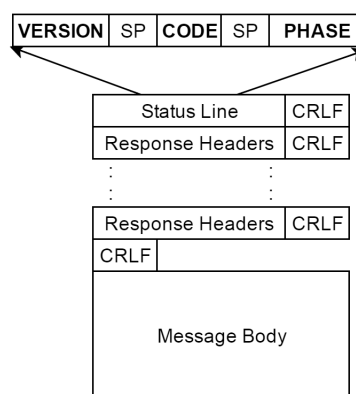 VERSION SP CODE SP PHASE
Status Line CRLF
Response Headers CRLF
Response Headers CRLF
CRLF
Message Body